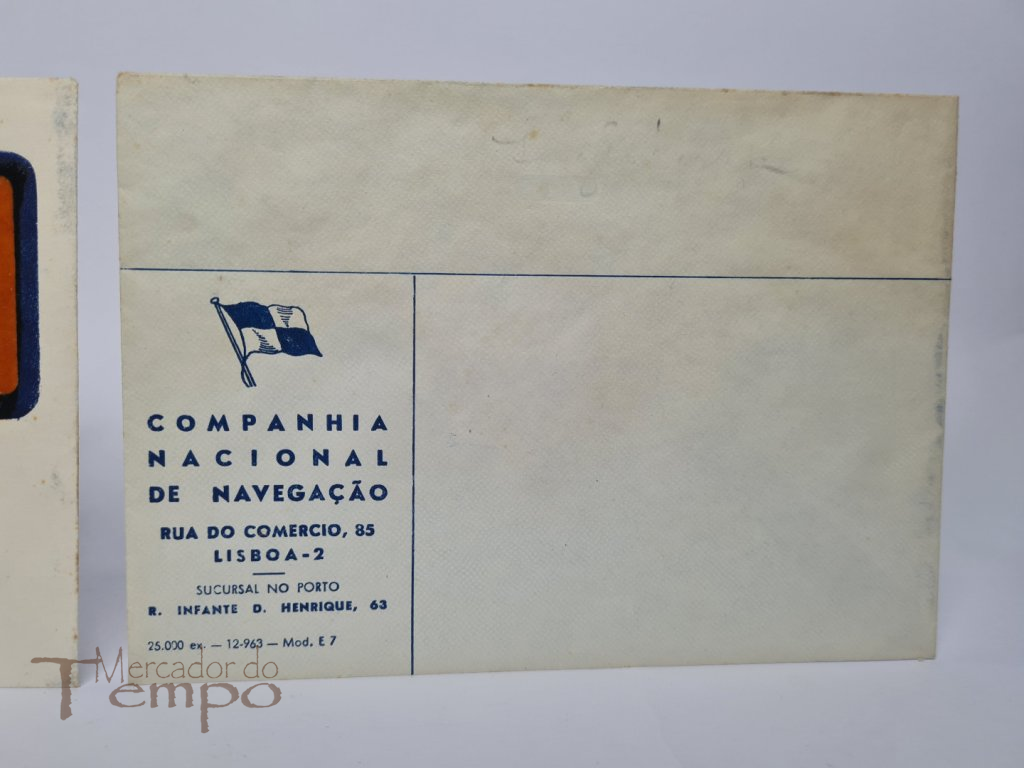 COMPANHIA
NACIONAL
DE NAVEGAÇÃO
RUA DO COMERCIO, 85
LISBOA-2
SUCURSAL NO PORTO
R. INFANTE D. HENRIQUE, 63
25.000 ex. — 12-963 — Mod. E 7
Mercador do
Tempo